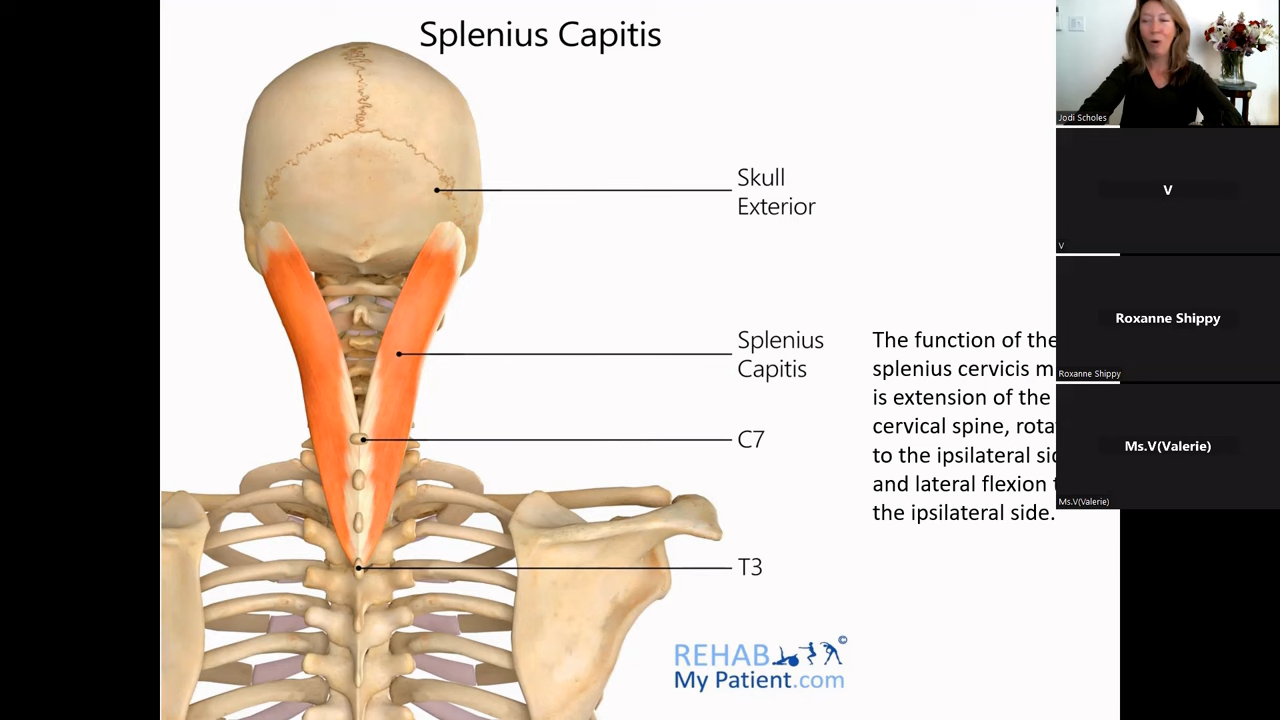 Splenius Capitis
Skull
Exterior
Splenius
Capitis
C7
T3
The function of the
splenius cervicis m
is extension of the
cervical spine, rota
to the ipsilateral sid
and lateral flexion
the ipsilateral side.
REHAB ©
My Patient.com
Jodi Scholes
V
V
Roxanne Shippy
Roxanne Shippy
Ms.V(Valerie)
Ms.V(Valerie)